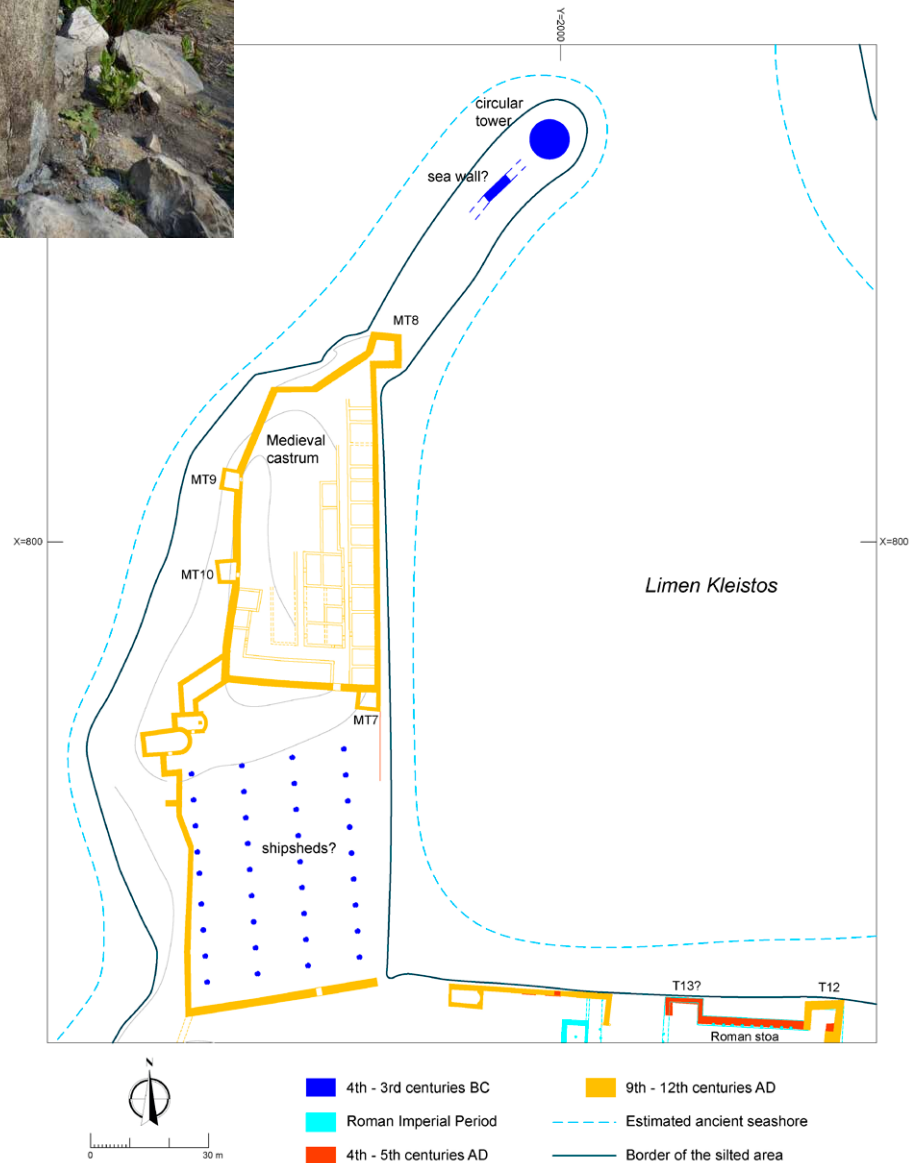 Y=2000
circular
tower
sea wall?
MT8
Medieval
castrum
MT9
X=800
X=800
MT10
Limen Kleistos
MT7
shipsheds?
T13?
T12
Roman stoa
N
0
30 m
4th - 3rd centuries BC
Roman Imperial Period
4th - 5th centuries AD
9th - 12th centuries AD
Estimated ancient seashore
Border of the silted area